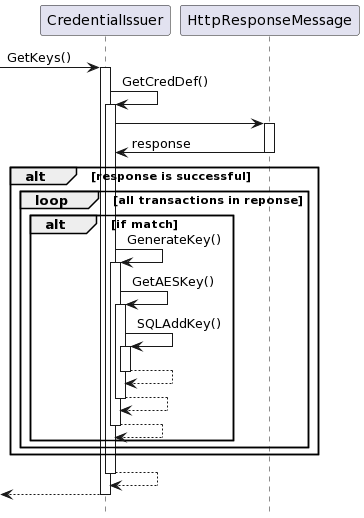 CredentialIssuer
HttpResponseMessage
GetKeys()
GetCredDef()
response
alt
[response is successful]
loop
[all transactions in reponse]
alt
[if match]
GenerateKey()
GetAESKey()
SQLAddKey()